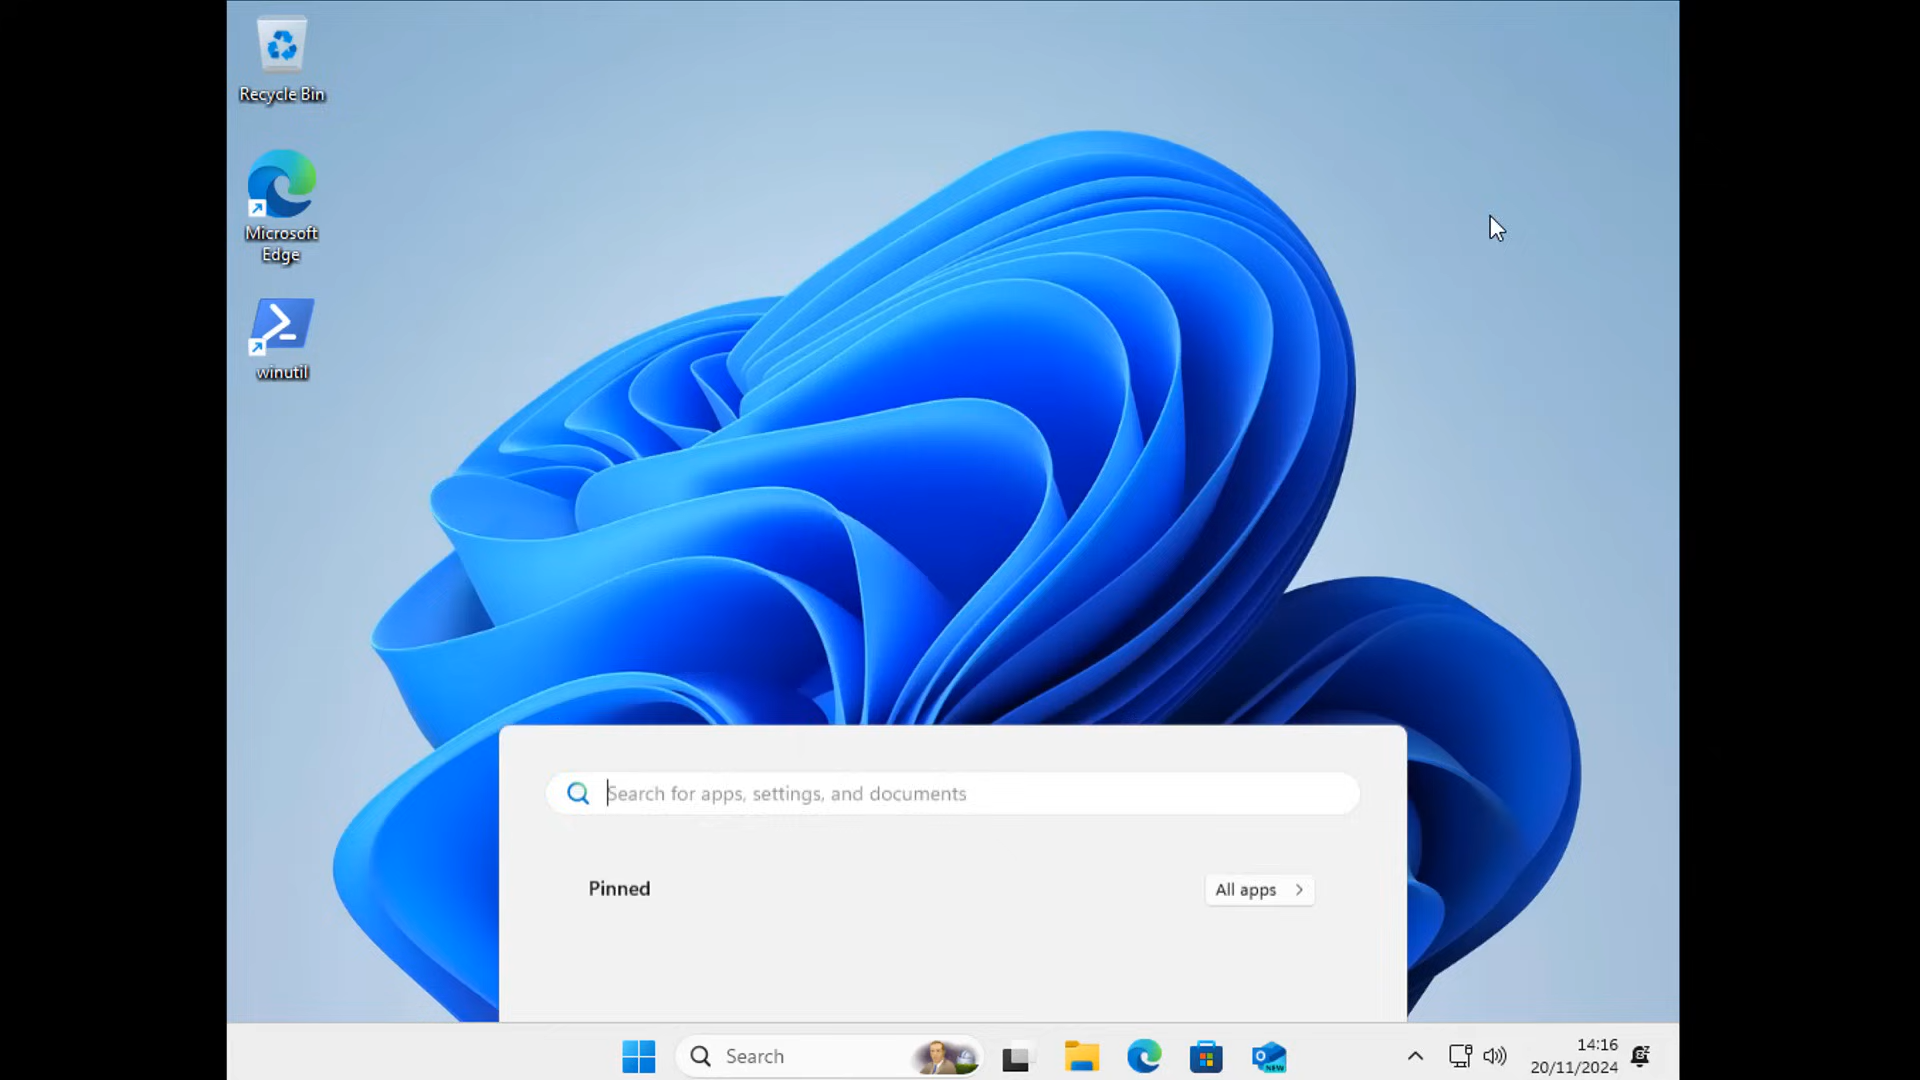 Recycle Bin
Microsoft
Edge
winutil
Search for apps, settings, and documents
Pinned
All apps
Search
NEW
14:16
20/11/2024